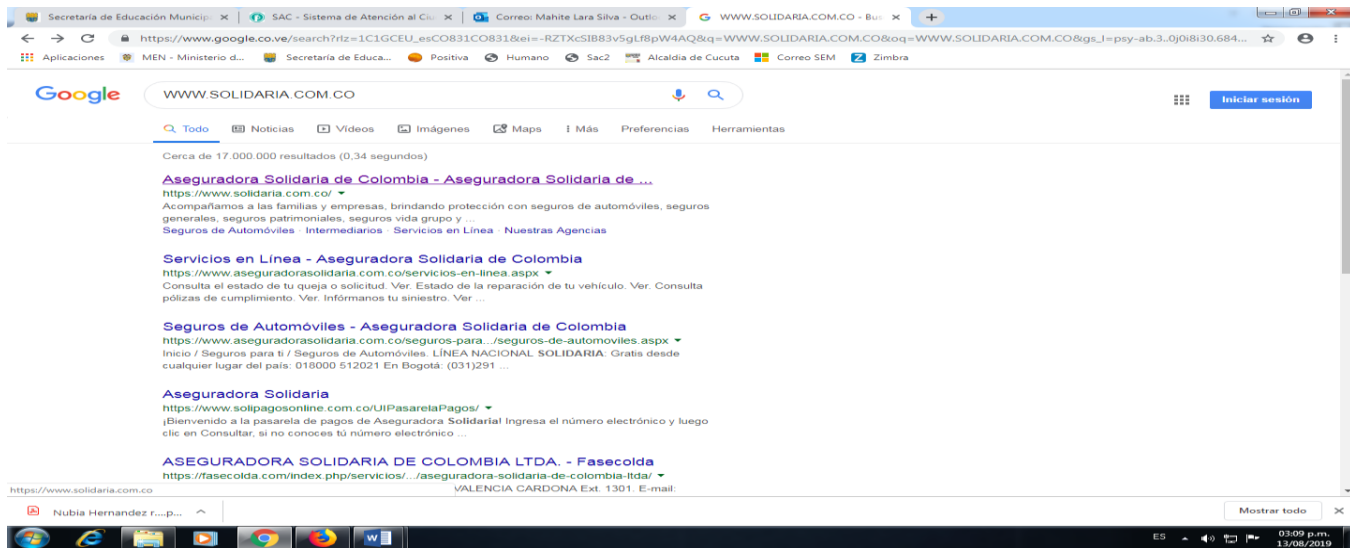 Secretaría de Educación Municip
SAC - Sistema de Atención al Ciu
Correo: Mahite Lara Silva - Outlo
WWW.SOLIDARIA.COM.CO - Bus
https://www.google.co.ve/search?rlz=1C1GCEU_esCO831CO831&ei=-RZTXcSIB83v5gLf8pW4AQ&q=WWW.SOLIDARIA.COM.CO&oq=WWW.SOLIDARIA.COM.CO&gs_l=psy-ab.3..0j0i8i30.684...
Aplicaciones MEN - Ministerio d... Secretaría de Educa... Positiva Humano Sac2 Alcaldia de Cucuta Correo SEM Zimbra
Google WWW.SOLIDARIA.COM.CO Iniciar sesión
Todo Noticias Vídeos Imágenes Maps Más Preferencias Herramientas
Cerca de 17.000.000 resultados (0,34 segundos)
Aseguradora Solidaria de Colombia - Aseguradora Solidaria de ...
https://www.solidaria.com.co/
Acompañamos a las familias y empresas, brindando protección con seguros de automóviles, seguros
generales, seguros patrimoniales, seguros vida grupo y ...
Seguros de Automóviles · Intermediarios · Servicios en Línea · Nuestras Agencias
Servicios en Línea - Aseguradora Solidaria de Colombia
https://www.aseguradorasolidaria.com.co/servicios-en-linea.aspx
Consulta el estado de tu queja o solicitud. Ver. Estado de la reparación de tu vehículo. Ver. Consulta
pólizas de cumplimiento. Ver. Infórmanos tu siniestro. Ver ...
Seguros de Automóviles - Aseguradora Solidaria de Colombia
https://www.aseguradorasolidaria.com.co/seguros-para.../seguros-de-automoviles.aspx
Inicio / Seguros para ti / Seguros de Automóviles. LÍNEA NACIONAL SOLIDARIA: Gratis desde
cualquier lugar del país: 018000 512021 En Bogotá: (031)291 ...
Aseguradora Solidaria
https://www.solipagosonline.com.co/UIPasarelaPagos/
¡Bienvenido a la pasarela de pagos de Aseguradora Solidaria! Ingresa el número electrónico y luego
clic en Consultar, si no conoces tú número electrónico ...
ASEGURADORA SOLIDARIA DE COLOMBIA LTDA. - Fasecolda
https://fasecolda.com/index.php/servicios/.../aseguradora-solidaria-de-colombia-ltda/
https://www.solidaria.com.co VALENCIA CARDONA Ext. 1301. E-mail:
Nubia Hernandez r....p... Mostrar todo
ES 03:09 p.m.
13/08/2019